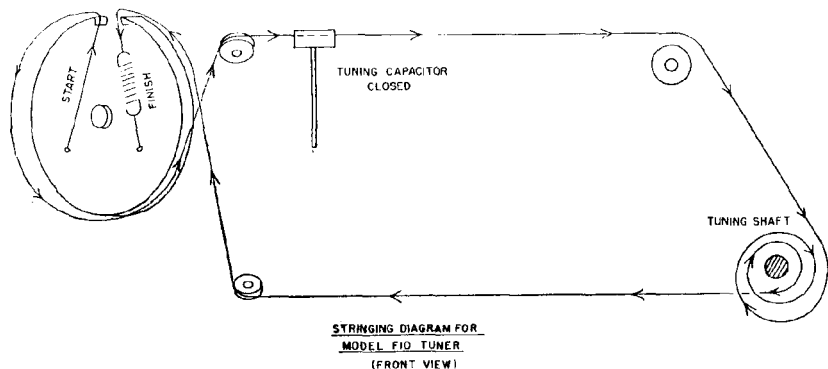 START
FINISH
TUNING CAPACITOR
CLOSED
TUNING SHAFT
STRINGING DIAGRAM FOR
MODEL F10 TUNER
(FRONT VIEW)